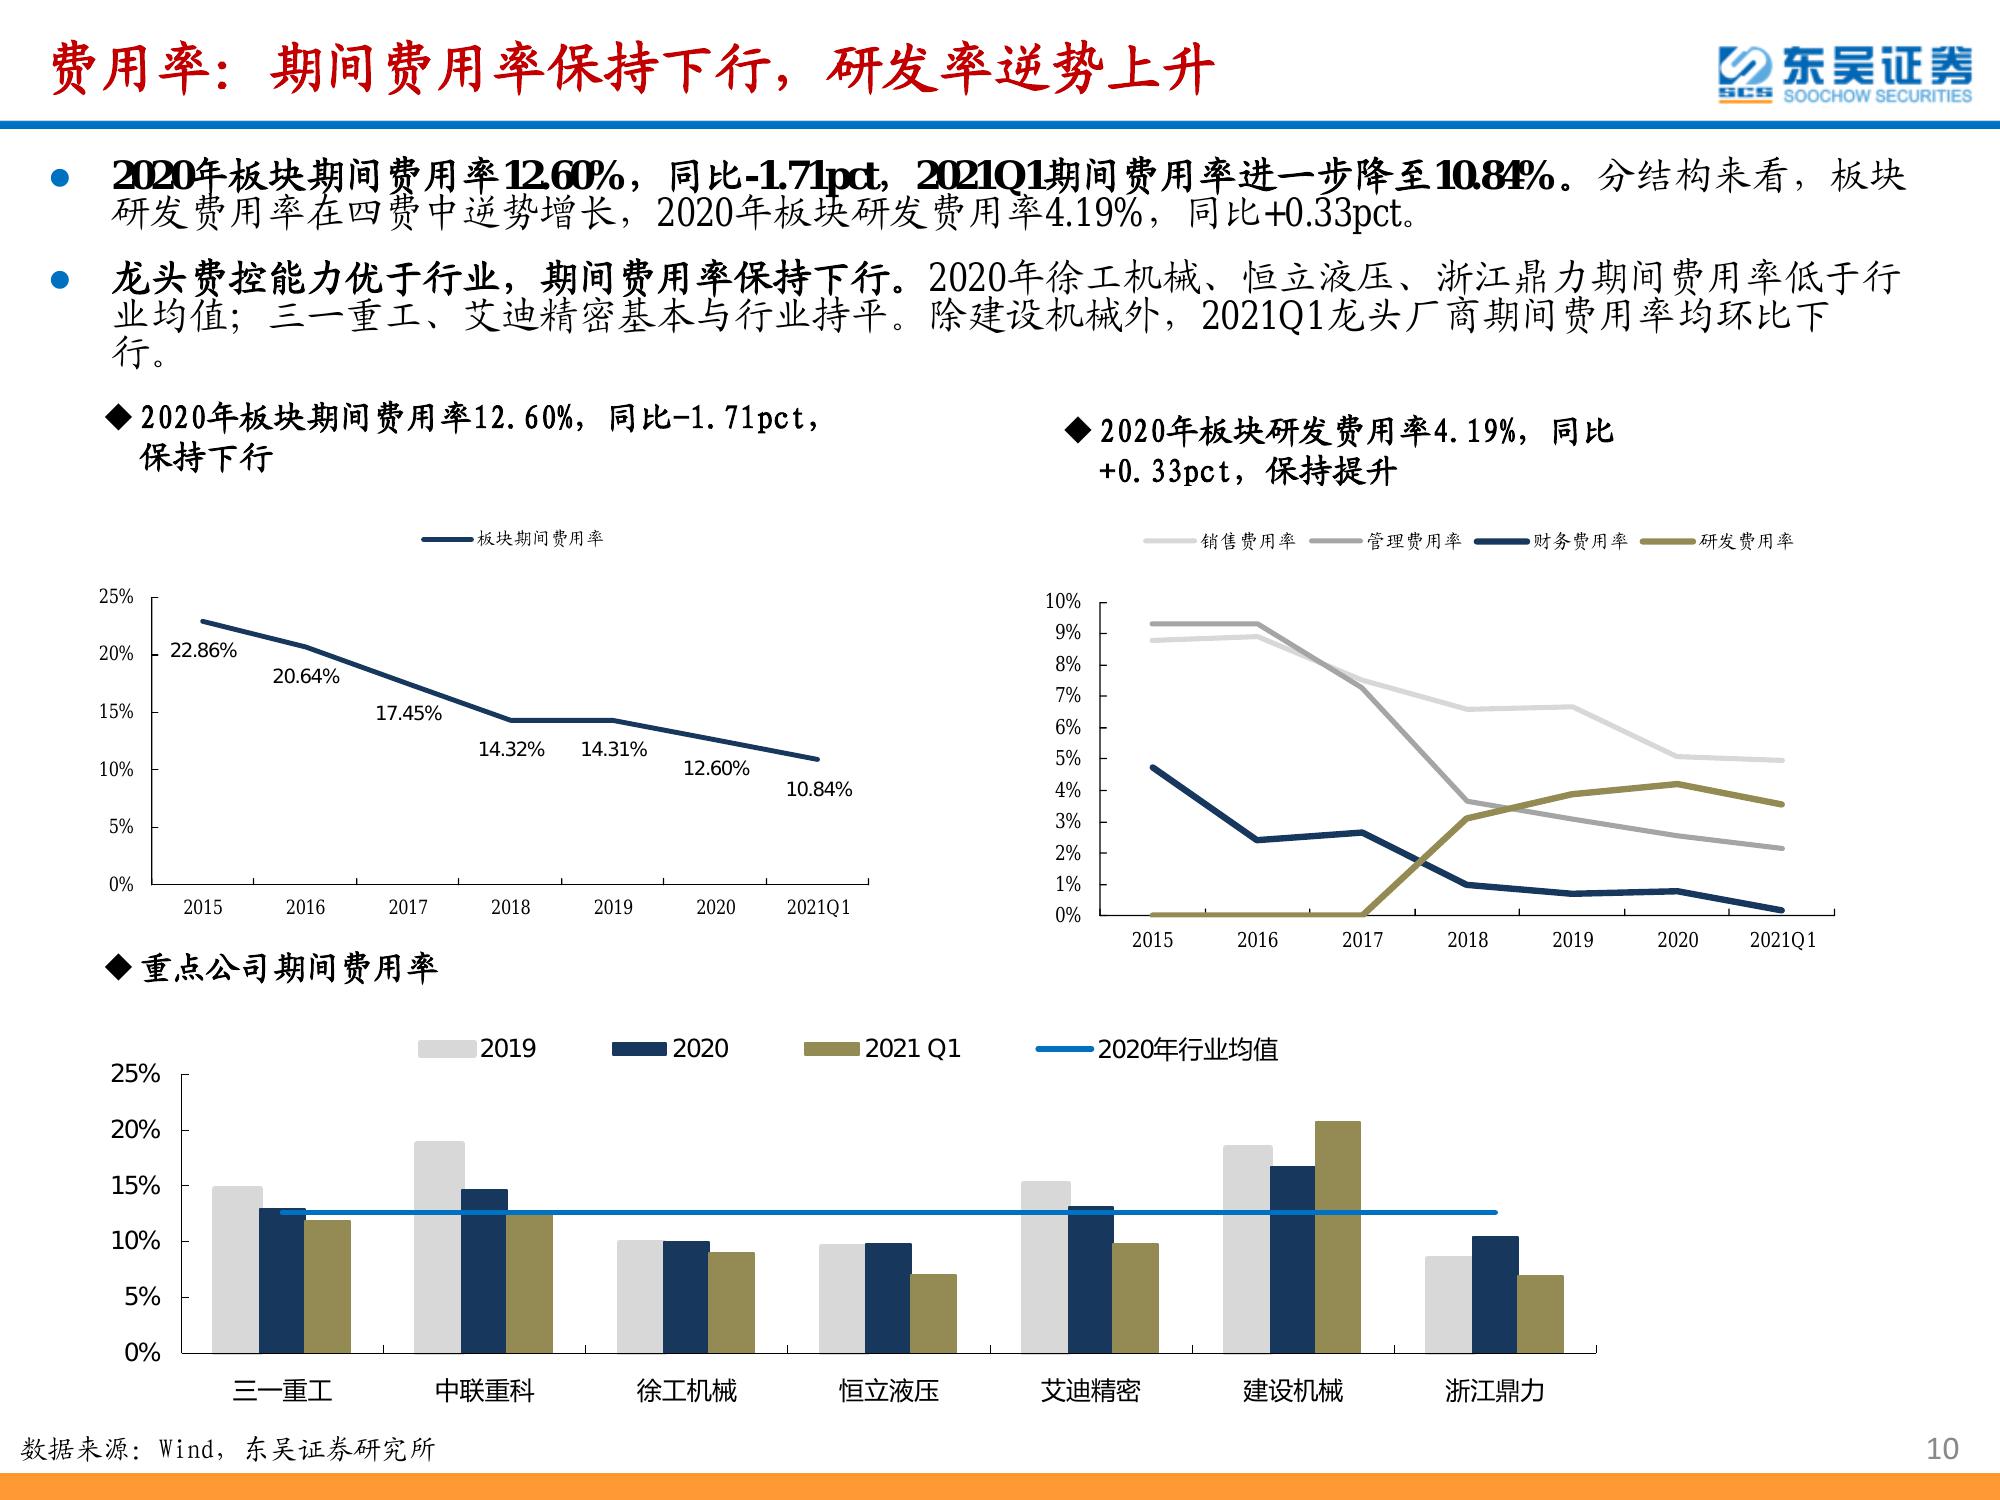 费用率：期间费用率保持下行，研发率逆势上升
东吴证券
SCS
SOOCHOW SECURITIES
2020年板块期间费用率12.60%，同比-1.71pct，2021Q1期间费用率进一步降至10.84%。分结构来看，板块
研发费用率在四费中逆势增长，2020年板块研发费用率4.19%，同比+0.33pct。
龙头费控能力优于行业，期间费用率保持下行。2020年徐工机械、恒立液压、浙江鼎力期间费用率低于行
业均值；三一重工、艾迪精密基本与行业持平。除建设机械外，2021Q1龙头厂商期间费用率均环比下
行。
◆2020年板块期间费用率12.60%，同比-1.71pct，
保持下行
板块期间费用率
25%
20%
15%
10%
5%
0%
22.86%
20.64%
17.45%
14.32%
14.31%
12.60%
10.84%
2015 2016 2017 2018 2019 2020 2021Q1
◆2020年板块研发费用率4.19%，同比
+0.33pct，保持提升
销售费用率 管理费用率 财务费用率 研发费用率
10%
9%
8%
7%
6%
5%
4%
3%
2%
1%
0%
2015 2016 2017 2018 2019 2020 2021Q1
◆重点公司期间费用率
2019 2020 2021 Q1 2020年行业均值
25%
20%
15%
10%
5%
0%
三一重工 中联重科 徐工机械 恒立液压 艾迪精密 建设机械 浙江鼎力
数据来源：Wind，东吴证券研究所
10